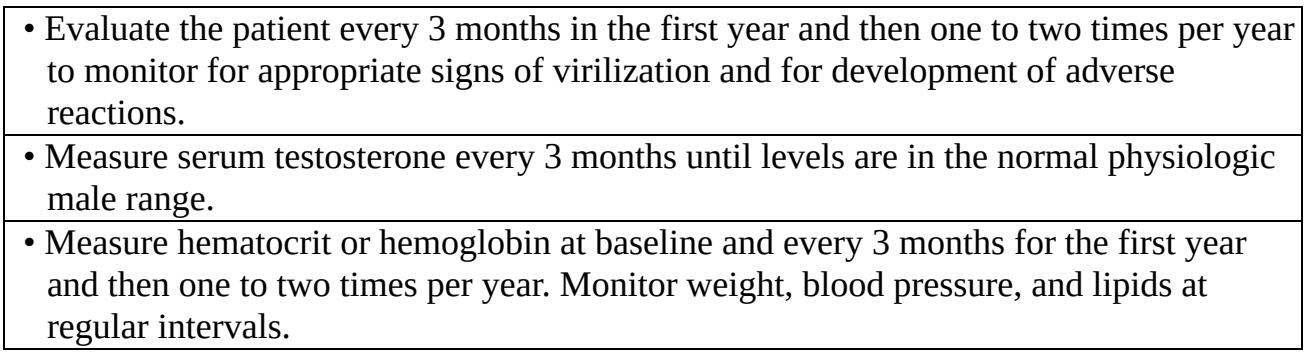 • Evaluate the patient every 3 months in the first year and then one to two times per year
to monitor for appropriate signs of virilization and for development of adverse
reactions.
• Measure serum testosterone every 3 months until levels are in the normal physiologic
male range.
• Measure hematocrit or hemoglobin at baseline and every 3 months for the first year
and then one to two times per year. Monitor weight, blood pressure, and lipids at
regular intervals.